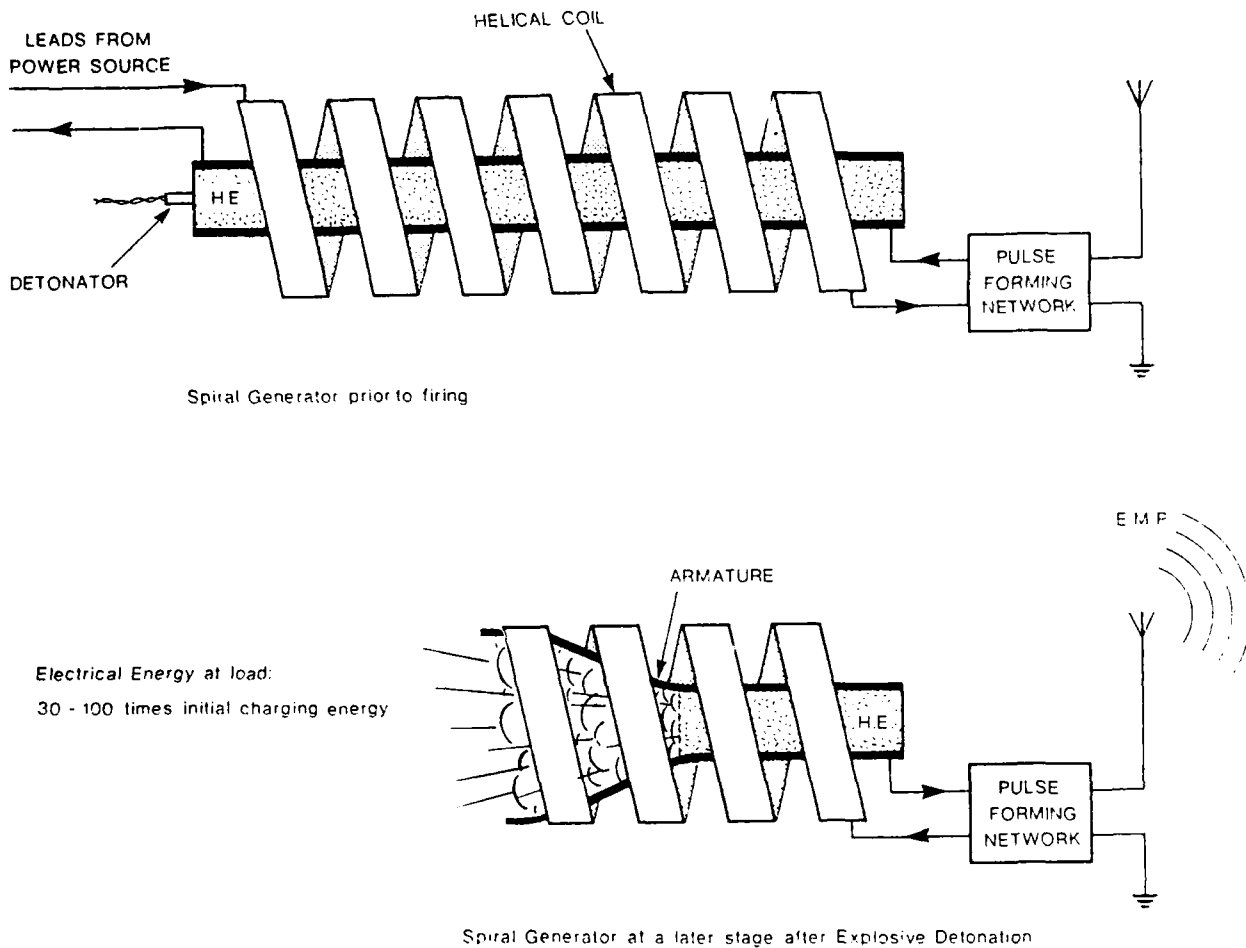 HELICAL COIL
LEADS FROM
POWER SOURCE
HE
DETONATOR
PULSE
FORMING
NETWORK
Spiral Generator prior to firing
E M P
ARMATURE
Electrical Energy at load:
30 - 100 times initial charging energy
H.E
PULSE
FORMING
NETWORK
Spiral Generator at a later stage after Explosive Detonation